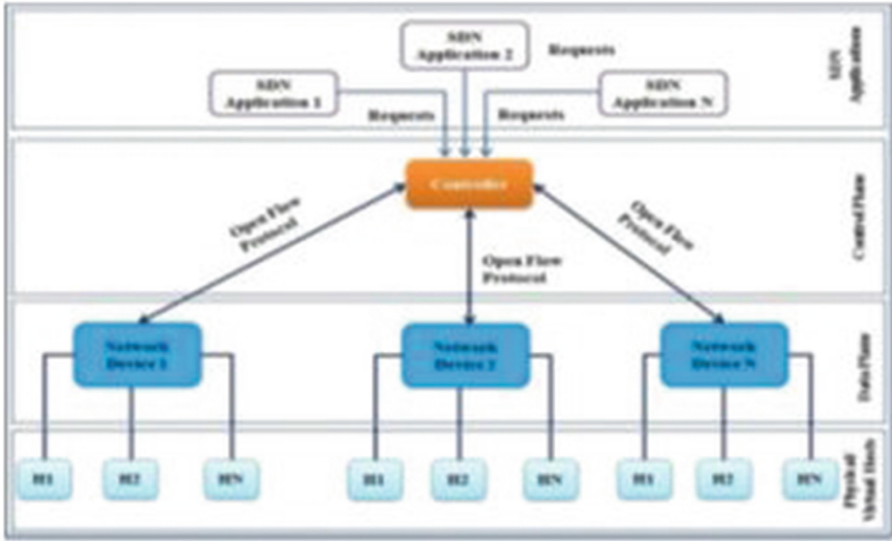 SDN
Application 2
Requests
SDN
Application 1
SDN
Application N
Requests
Requests
SDN
Applications
Controller
Open Flow
Protocol
Open Flow
Protocol
Open Flow
Protocol
Control Plane
Network
Device 1
Network
Device 2
Network
Device N
Data Plane
H1
H2
HN
H1
H2
HN
H1
H2
HN
Physical
Virtual Hosts